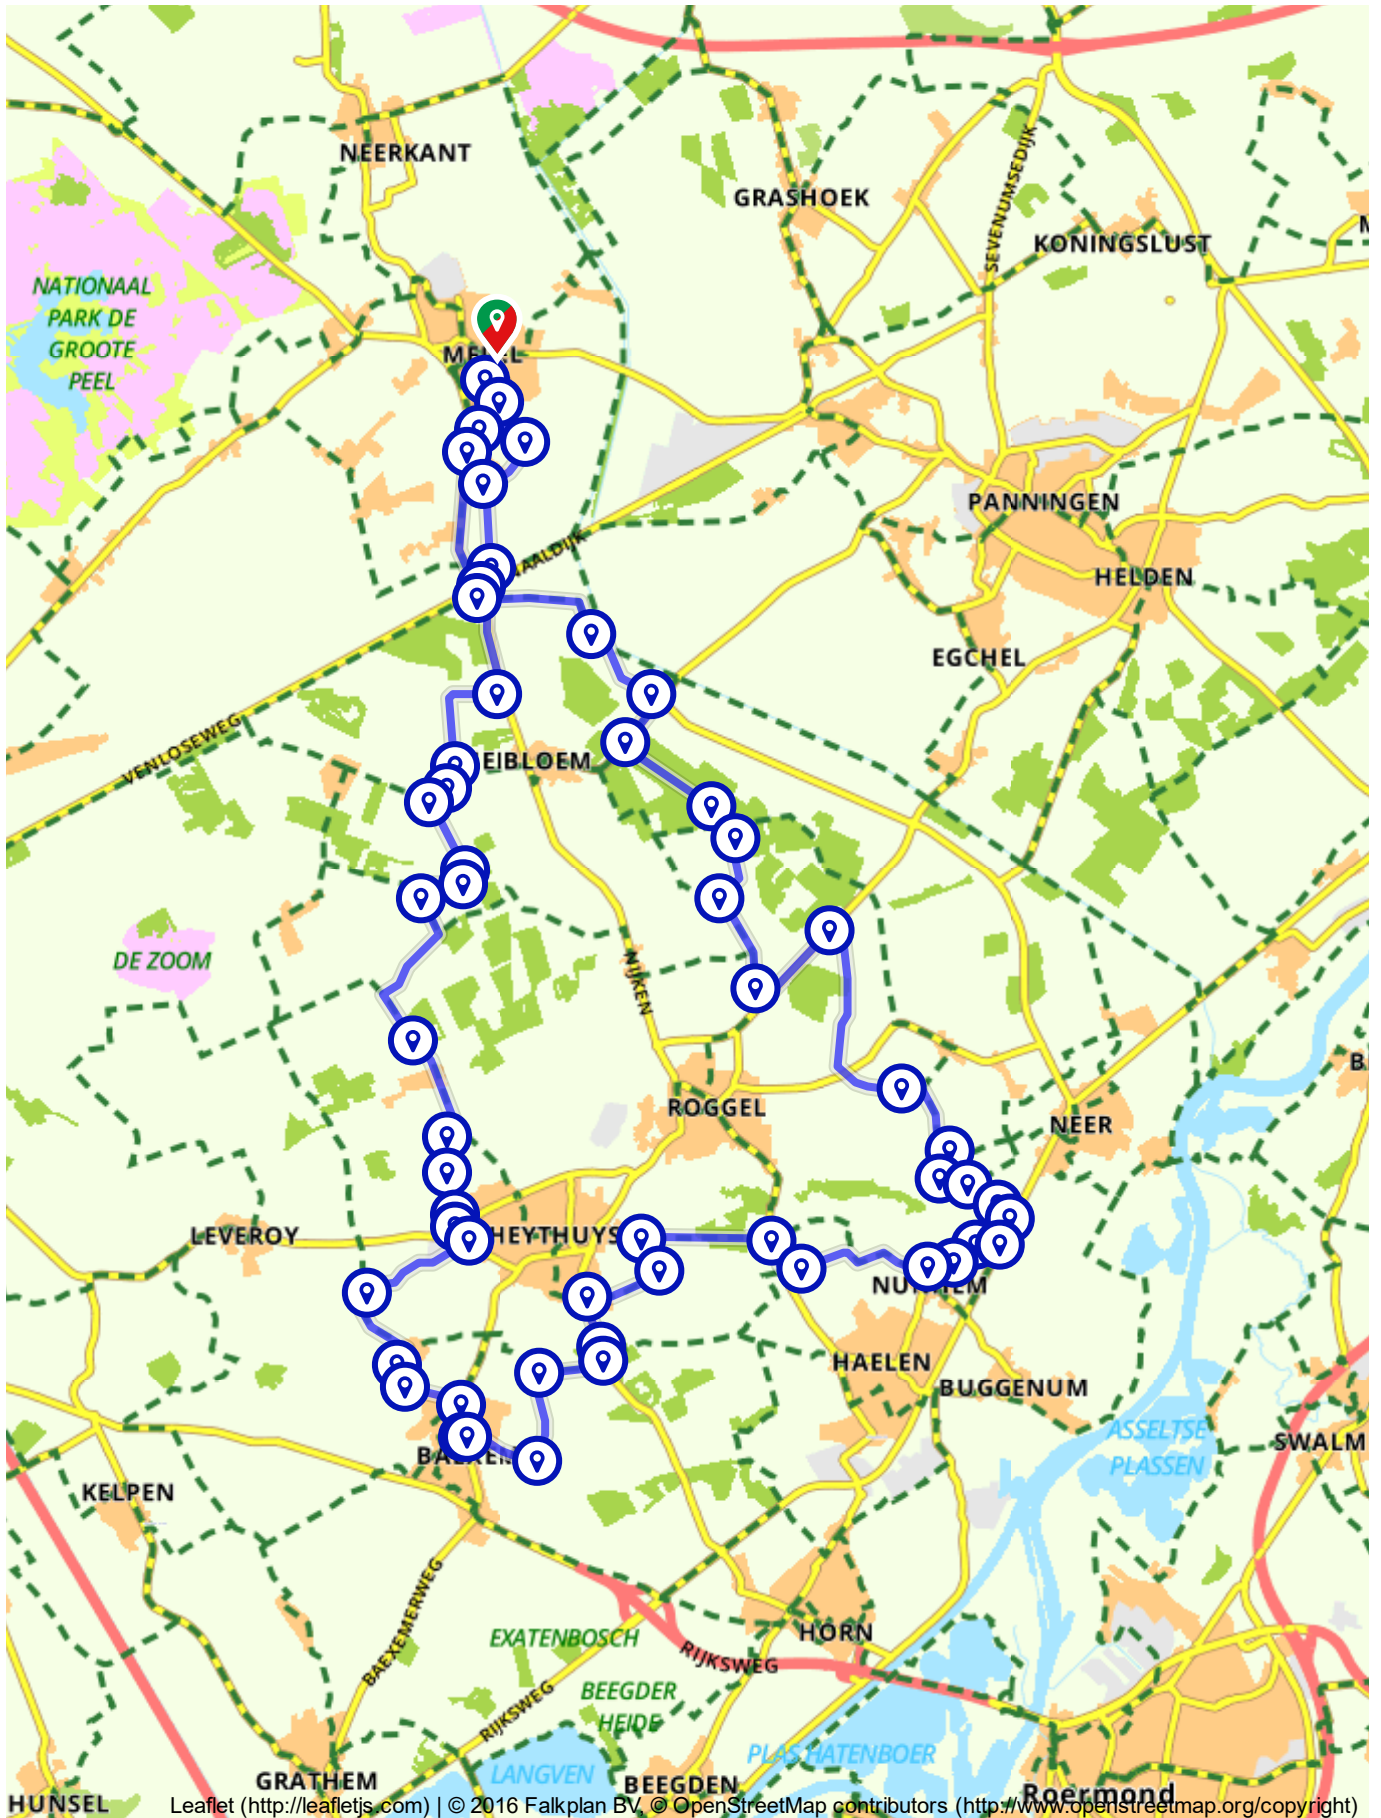 NEERKANT
GRASHOEK
SEVENUMSEDIJK
KONINGSLUST
NATIONAAL
PARK DE
GROOTE
PEEL
PANNINGEN
HELDEN
EGCHEL
VENLOSEWEG
EIBLOEM
DE ZOOM
NIJKEN
ROGGEL
NEER
LEVEROY
HEYTHUYS
HAELEN
BUGGENUM
ASSELTSE
PLASSEN
SWALM
KELPEN
BAEXEMERWEG
EXATENBOSCH
HORN
RIJKSWEG
BEEGDER
HEIDE
RIJKSWEG
PLAS HATENBOER
LANGVEN
GRATHEM
BEEGDEN
HUNSEL
Roermond
Leaflet (http://leafletjs.com) | © 2016 Falkplan BV, © OpenStreetMap contributors (http://www.openstreetmap.org/copyright)